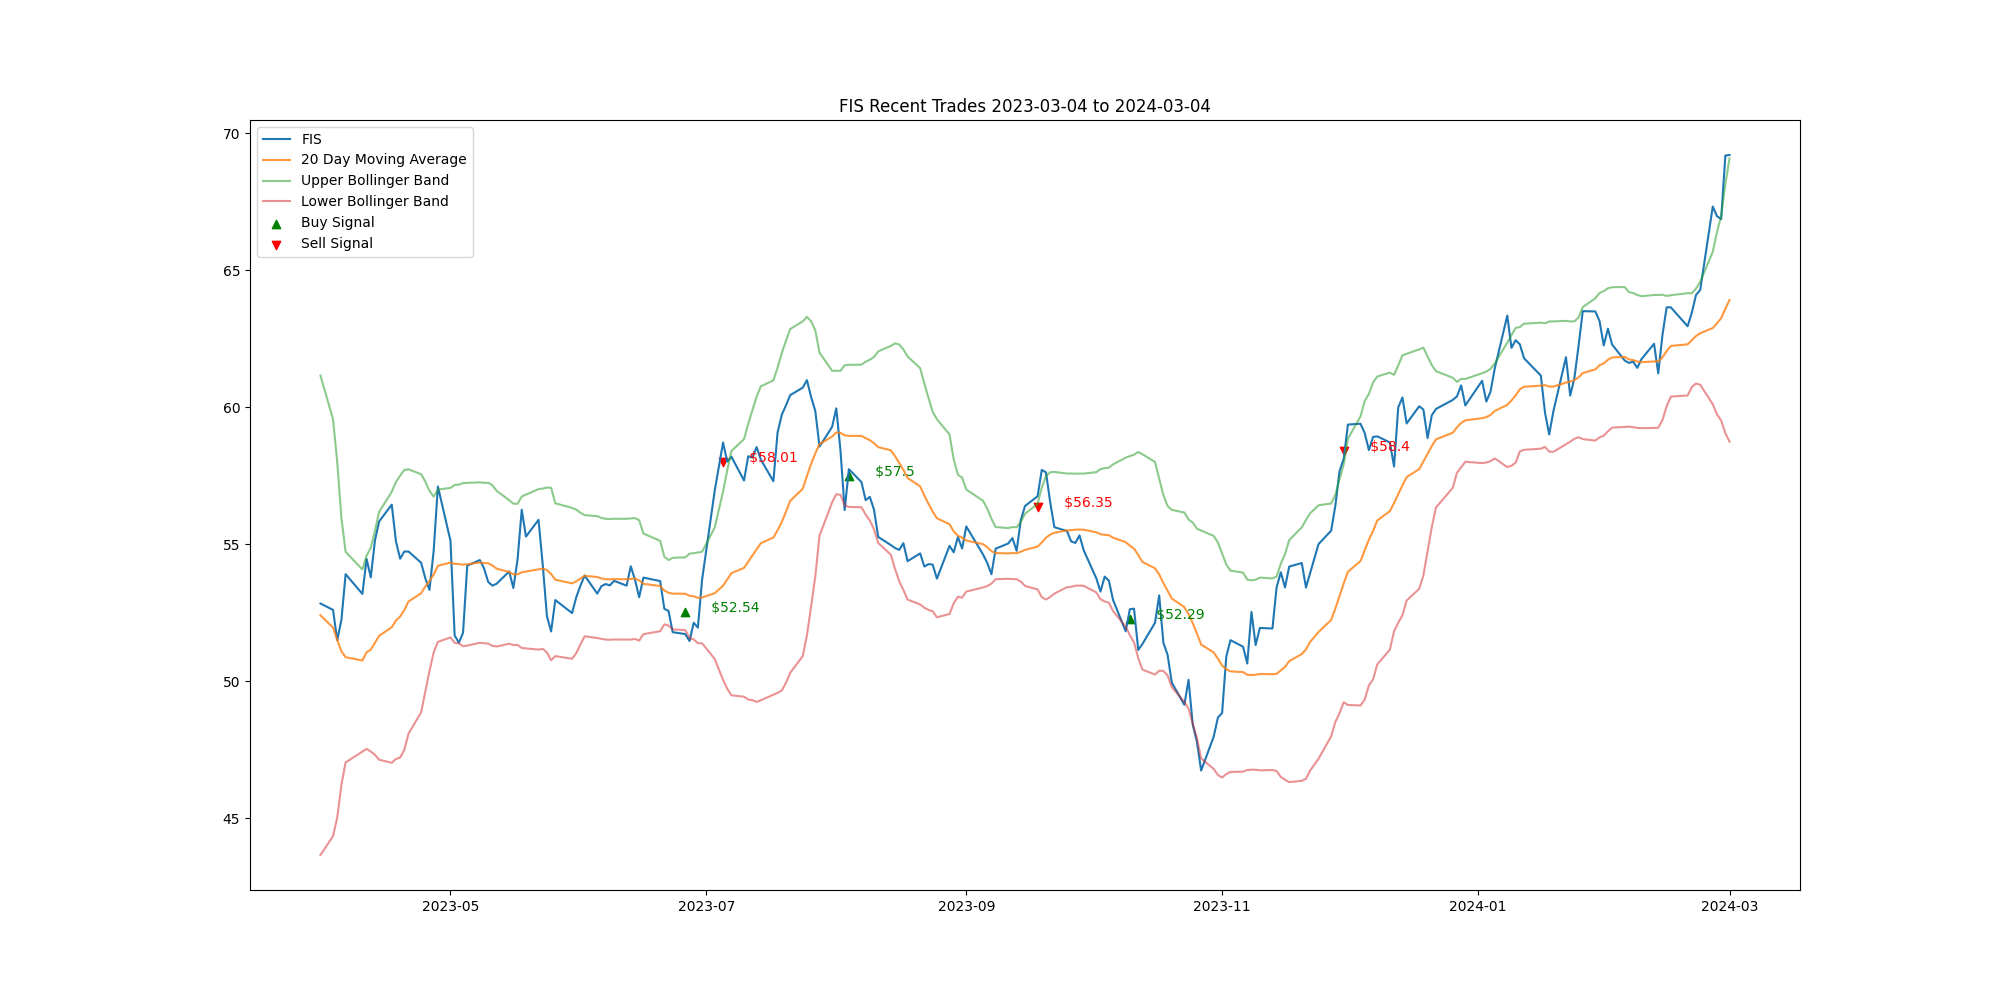 FIS Recent Trades 2023-03-04 to 2024-03-04
70
65
60
55
50
45
FIS
20 Day Moving Average
Upper Bollinger Band
Lower Bollinger Band
Buy Signal
Sell Signal
$58.01
$57.5
$58.4
$56.35
$52.54
$52.29
2023-05
2023-07
2023-09
2023-11
2024-01
2024-03